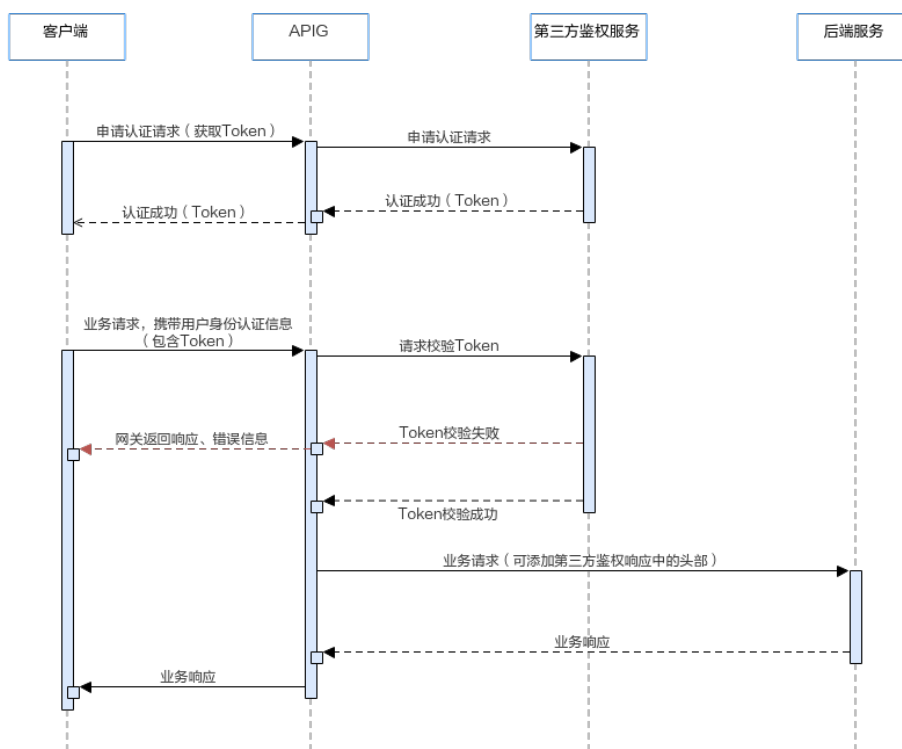 客户端
APIG
第三方鉴权服务
后端服务
申请认证请求（获取Token）
申请认证请求
认证成功（Token）
认证成功（Token）
业务请求，携带用户身份认证信息
（包含Token）
请求校验Token
Token校验失败
网关返回响应、错误信息
Token校验成功
业务请求（可添加第三方鉴权响应中的头部）
业务响应
业务响应